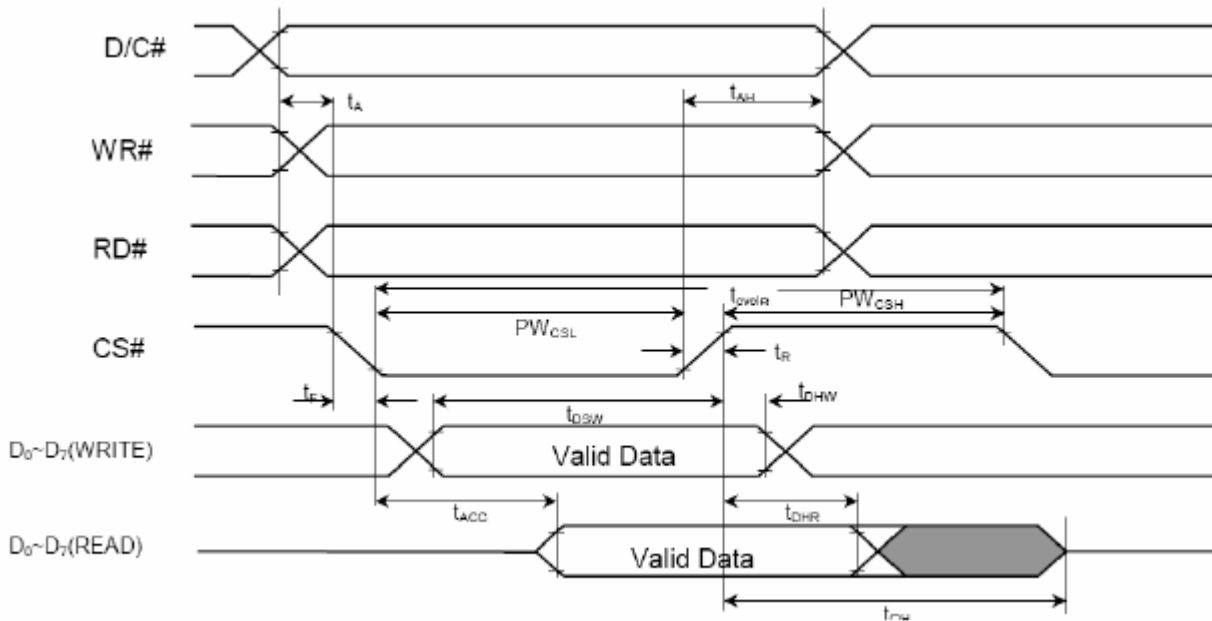 D/C#
t_A
t_AH
WR#
RD#
t_cycle
PW_CSH
PW_CSL
CS#
t_R
t_F
t_DSW
t_DHW
D₀~D₇(WRITE)
Valid Data
t_ACC
t_DHR
D₀~D₇(READ)
Valid Data